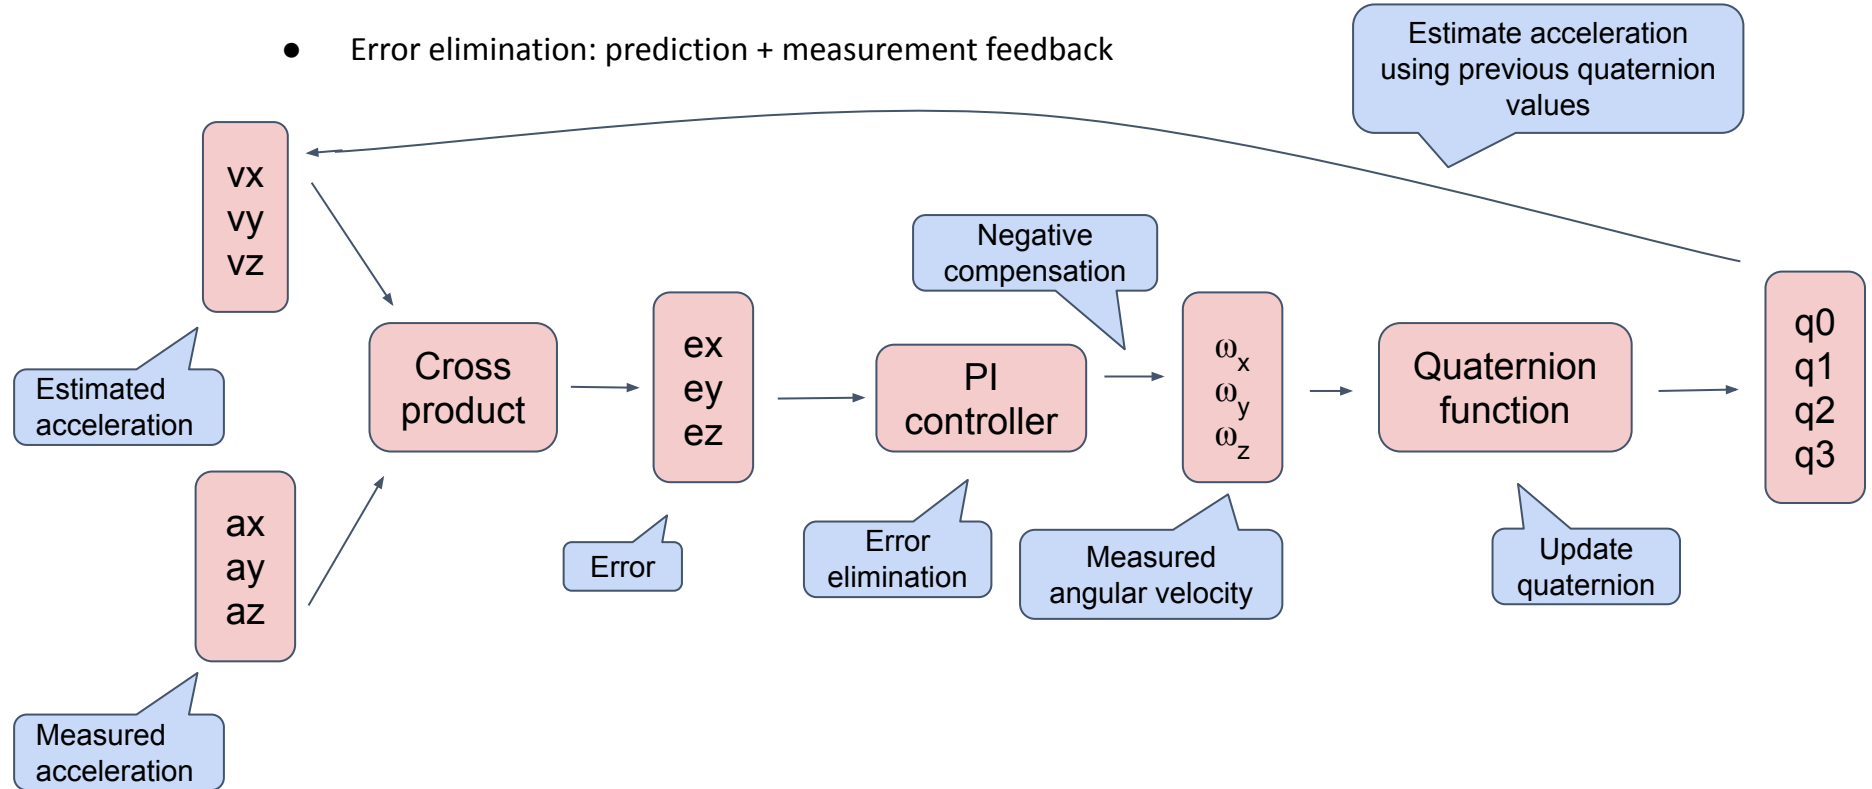 ● Error elimination: prediction + measurement feedback
Estimate acceleration
using previous quaternion
values
vx
vy
vz
Estimated
acceleration
ax
ay
az
Measured
acceleration
Cross
product
ex
ey
ez
Error
PI
controller
Error
elimination
Negative
compensation
ωx
ωy
ωz
Measured
angular velocity
Quaternion
function
Update
quaternion
q0
q1
q2
q3